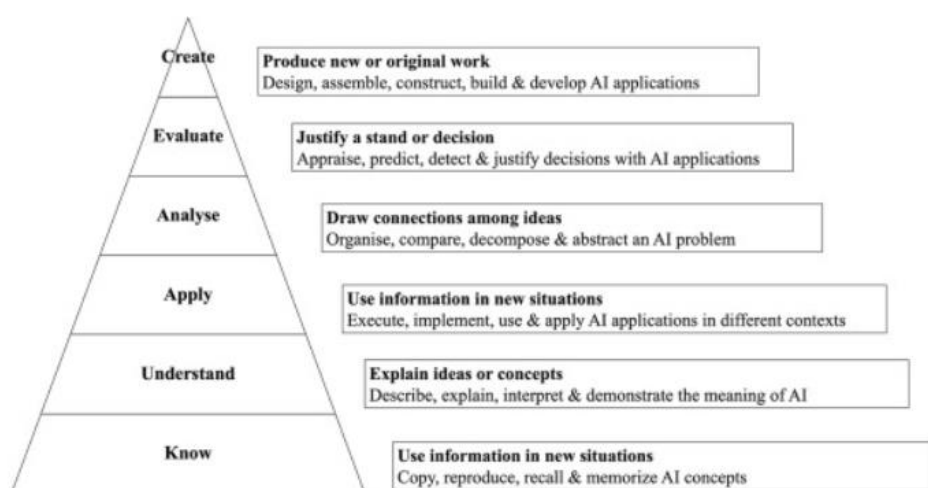 Create
Produce new or original work
Design, assemble, construct, build & develop AI applications
Evaluate
Justify a stand or decision
Appraise, predict, detect & justify decisions with AI applications
Analyse
Draw connections among ideas
Organise, compare, decompose & abstract an AI problem
Apply
Use information in new situations
Execute, implement, use & apply AI applications in different contexts
Understand
Explain ideas or concepts
Describe, explain, interpret & demonstrate the meaning of AI
Know
Use information in new situations
Copy, reproduce, recall & memorize AI concepts